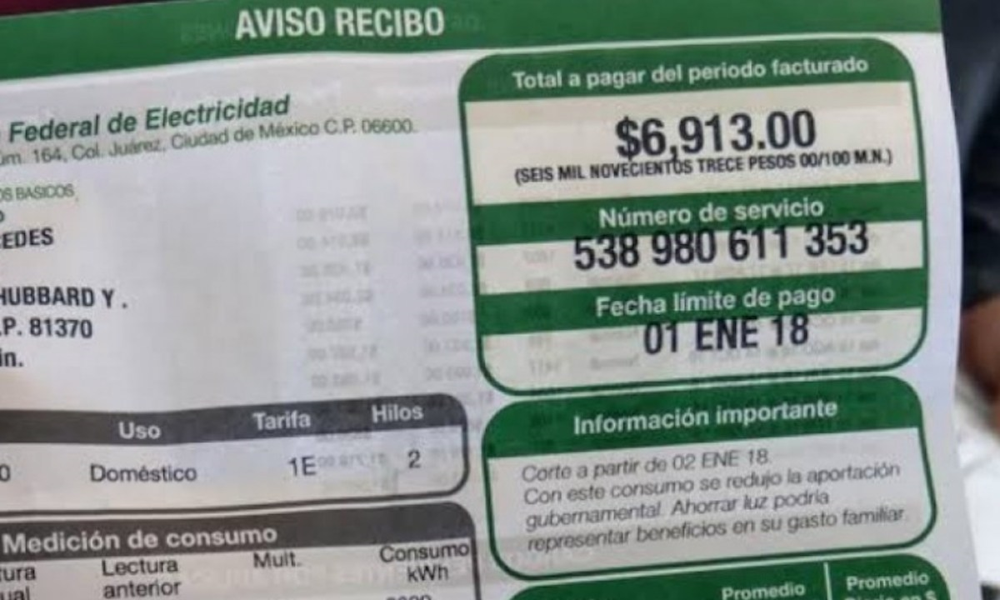 AVISO RECIBO
Federal de Electricidad
úm. 164, Col. Juárez, Ciudad de México C.P. 06600.
OS BASICOS,
EDES
HUBBARD Y .
.P. 81370
in.
Total a pagar del periodo facturado
$6,913.00
(SEIS MIL NOVECIENTOS TRECE PESOS 00/100 M.N.)
Número de servicio
538 980 611 353
Fecha límite de pago
01 ENE 18
Uso Tarifa Hilos
0 Doméstico 1E 2
Información importante
Corte a partir de 02 ENE 18.
Con este consumo se redujo la aportación
gubernamental. Ahorrar luz podría
representar beneficios en su gasto familiar.
Medición de consumo
tura Lectura Mult. Consumo
ual anterior kWh
Promedio Promedio